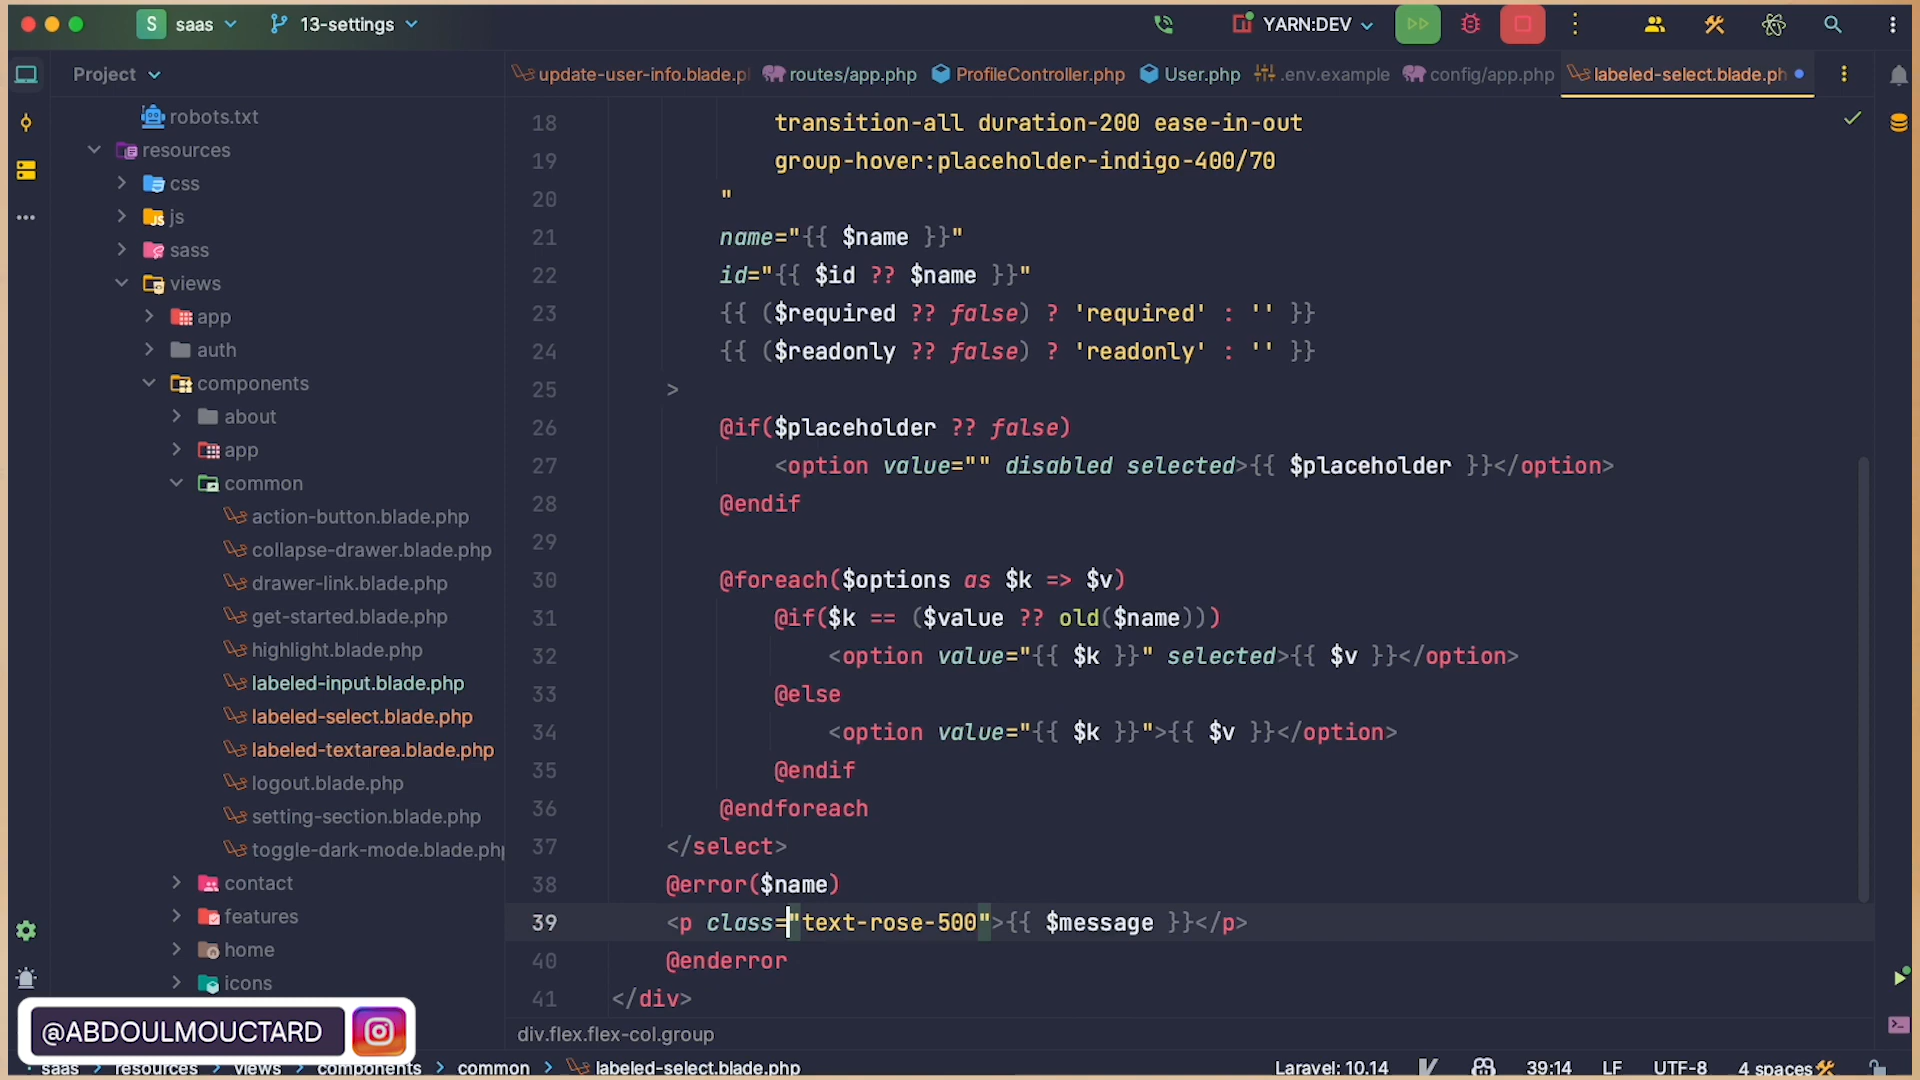 S saas 13-settings YARN:DEV
Project
update-user-info.blade.p routes/app.php ProfileController.php User.php .env.example config/app.php labeled-select.blade.ph
robots.txt
resources
css
js
sass
views
app
auth
components
about
app
common
action-button.blade.php
collapse-drawer.blade.php
drawer-link.blade.php
get-started.blade.php
highlight.blade.php
labeled-input.blade.php
labeled-select.blade.php
labeled-textarea.blade.php
logout.blade.php
setting-section.blade.php
toggle-dark-mode.blade.php
contact
features
home
icons
18 transition-all duration-200 ease-in-out
19 group-hover:placeholder-indigo-400/70
20 "
21 name="{{ $name }}"
22 id="{{ $id ?? $name }}"
23 {{ ($required ?? false) ? 'required' : '' }}
24 {{ ($readonly ?? false) ? 'readonly' : '' }}
25 >
26 @if($placeholder ?? false)
27 <option value="" disabled selected>{{ $placeholder }}</option>
28 @endif
29
30 @foreach($options as $k => $v)
31 @if($k == ($value ?? old($name)))
32 <option value="{{ $k }}" selected>{{ $v }}</option>
33 @else
34 <option value="{{ $k }}">{{ $v }}</option>
35 @endif
36 @endforeach
37 </select>
38 @error($name)
39 <p class="text-rose-500">{{ $message }}</p>
40 @enderror
41 </div>
div.flex.flex-col.group
@ABDOULMOUCTARD
saas resources views components common labeled-select.blade.php
Laravel: 10.14 39:14 LF UTF-8 4 spaces